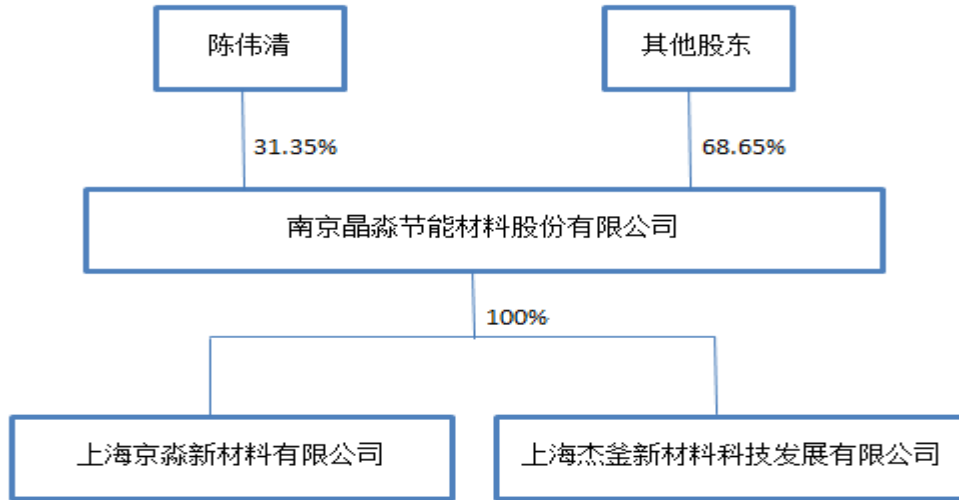 陈伟清
其他股东
31.35%
68.65%
南京晶淼节能材料股份有限公司
100%
上海京淼新材料有限公司
上海杰釜新材料科技发展有限公司